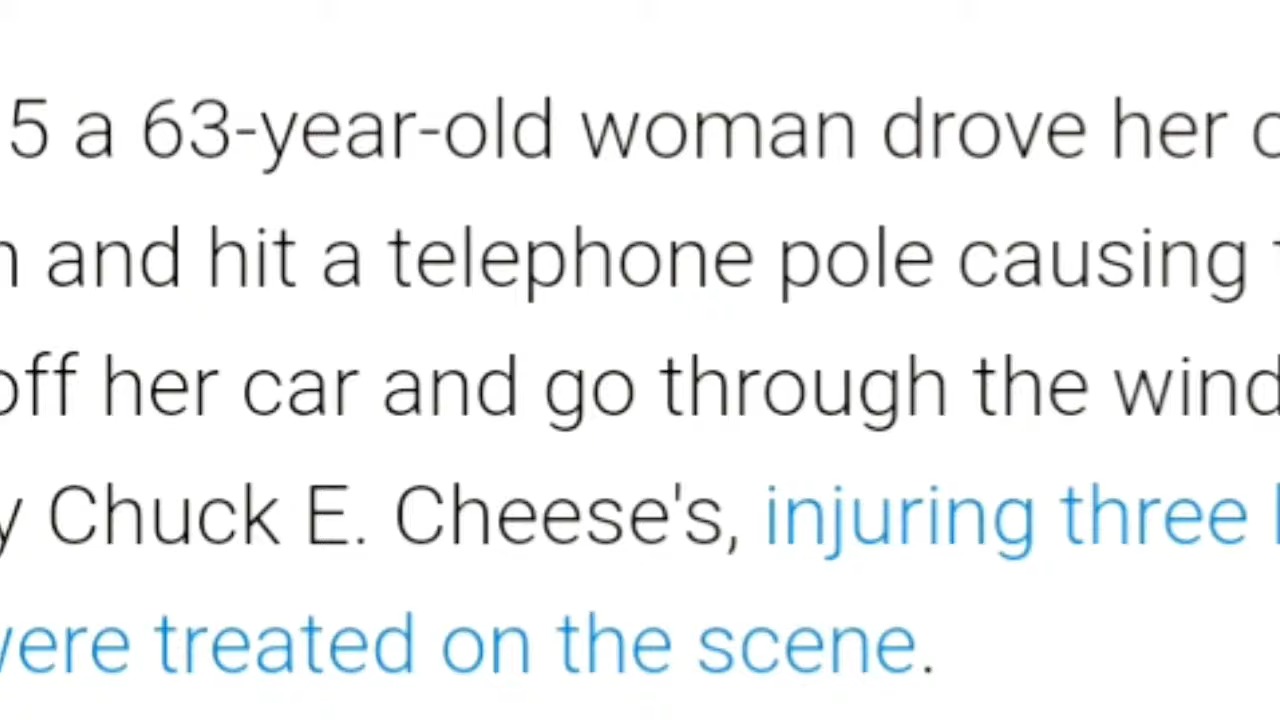 5 a 63-year-old woman drove her
and hit a telephone pole causing
off her car and go through the wind
Chuck E. Cheese's, injuring three
were treated on the scene.